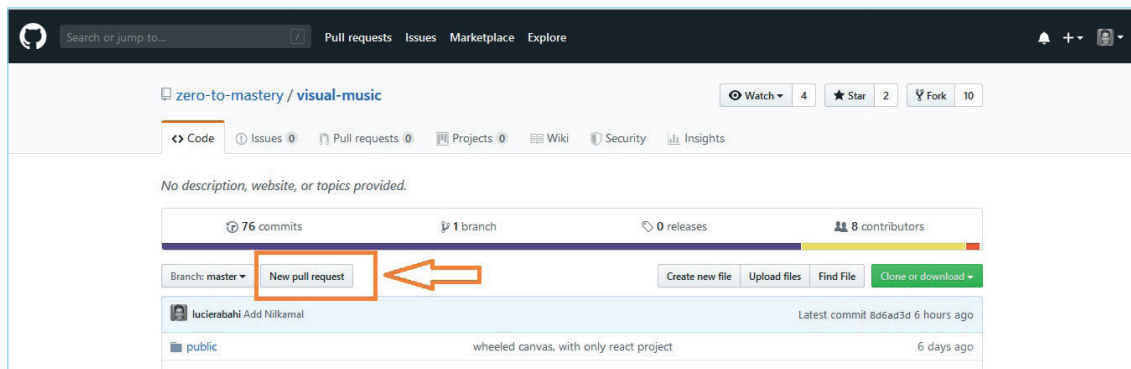 Search or jump to... / Pull requests Issues Marketplace Explore
zero-to-mastery / visual-music Watch 4 Star 2 Fork 10
Code Issues 0 Pull requests 0 Projects 0 Wiki Security Insights
No description, website, or topics provided.
76 commits 1 branch 0 releases 8 contributors
Branch: master New pull request Create new file Upload files Find File Clone or download
lucierabahi Add Nilkamal Latest commit 8d6ad3d 6 hours ago
public wheeled canvas, with only react project 6 days ago